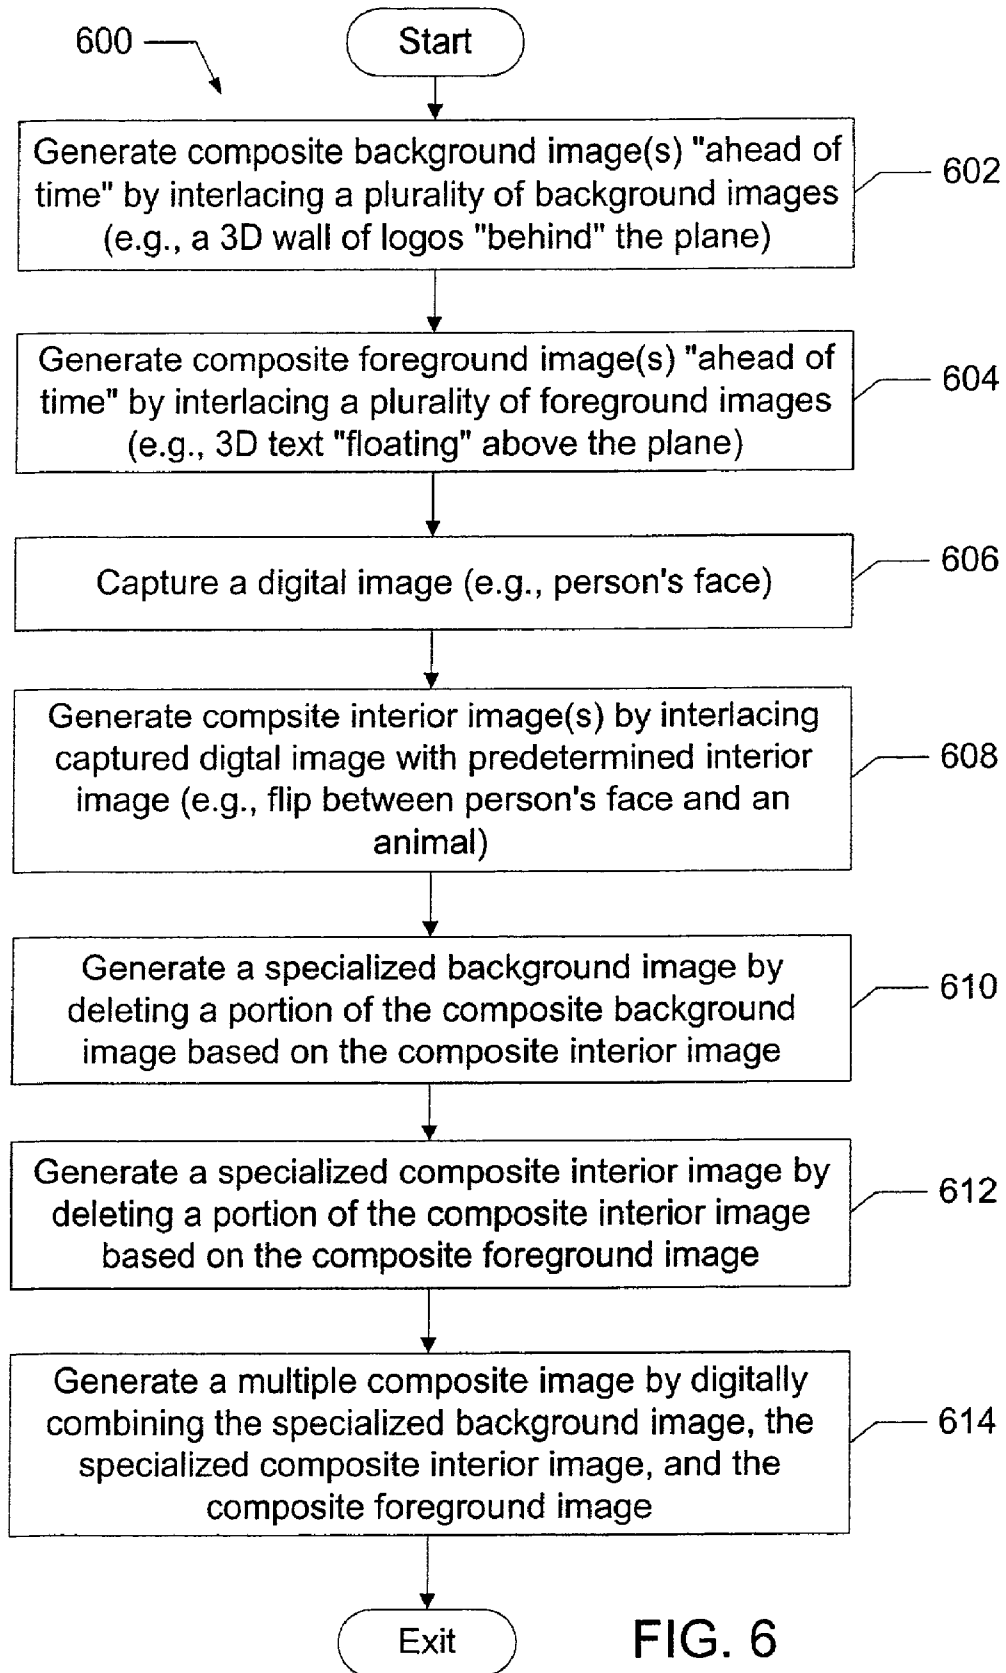 600
Start
Generate composite background image(s) "ahead of
time" by interlacing a plurality of background images
(e.g., a 3D wall of logos "behind" the plane)
602
Generate composite foreground image(s) "ahead of
time" by interlacing a plurality of foreground images
(e.g., 3D text "floating" above the plane)
604
Capture a digital image (e.g., person's face)
606
Generate compsite interior image(s) by interlacing
captured digtal image with predetermined interior
image (e.g., flip between person's face and an
animal)
608
Generate a specialized background image by
deleting a portion of the composite background
image based on the composite interior image
610
Generate a specialized composite interior image by
deleting a portion of the composite interior image
based on the composite foreground image
612
Generate a multiple composite image by digitally
combining the specialized background image, the
specialized composite interior image, and the
composite foreground image
614
Exit
FIG. 6